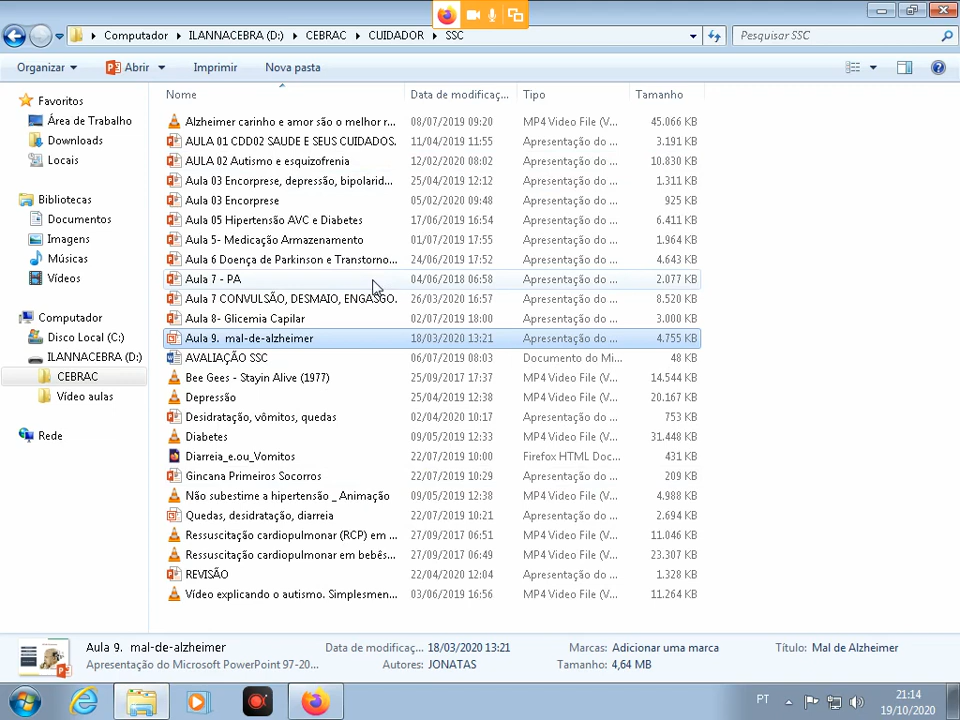 Computador ILANNACEBRA (D:) CEBRAC CUIDADOR SSC
Pesquisar SSC
Organizar Abrir Imprimir Nova pasta
Nome Data de modificaç... Tipo Tamanho
Favoritos
Área de Trabalho
Downloads
Locais
Bibliotecas
Documentos
Imagens
Músicas
Vídeos
Computador
Disco Local (C:)
ILANNACEBRA (D:)
CEBRAC
Vídeo aulas
Rede
Alzheimer carinho e amor são o melhor r... 08/07/2019 09:20 MP4 Video File (V... 45.066 KB
AULA 01 CDD02 SAUDE E SEUS CUIDADOS. 11/04/2019 11:55 Apresentação do ... 3.191 KB
AULA 02 Autismo e esquizofrenia 12/02/2020 08:02 Apresentação do ... 10.830 KB
Aula 03 Encorprese, depressão, bipolarid... 25/04/2019 12:12 Apresentação do ... 1.311 KB
Aula 03 Encorprese 05/02/2020 09:48 Apresentação do ... 925 KB
Aula 05 Hipertensão AVC e Diabetes 17/06/2019 16:54 Apresentação do ... 6.411 KB
Aula 5- Medicação Armazenamento 01/07/2019 17:55 Apresentação do ... 1.964 KB
Aula 6 Doença de Parkinson e Transtorno... 24/06/2019 17:52 Apresentação do ... 4.643 KB
Aula 7 - PA 04/06/2018 06:58 Apresentação do ... 2.077 KB
Aula 7 CONVULSÃO, DESMAIO, ENGASGO. 26/03/2020 16:57 Apresentação do ... 8.520 KB
Aula 8- Glicemia Capilar 02/07/2019 18:00 Apresentação do ... 3.000 KB
Aula 9.  mal-de-alzheimer 18/03/2020 13:21 Apresentação do ... 4.755 KB
AVALIAÇÃO SSC 06/07/2019 08:03 Documento do Mi... 48 KB
Bee Gees - Stayin Alive (1977) 25/09/2017 17:37 MP4 Video File (V... 14.544 KB
Depressão 25/04/2019 12:38 MP4 Video File (V... 20.167 KB
Desidratação, vômitos, quedas 02/04/2020 10:17 Apresentação do ... 753 KB
Diabetes 09/05/2019 12:33 MP4 Video File (V... 31.448 KB
Diarreia_e.ou_Vomitos 22/07/2019 10:00 Firefox HTML Doc... 431 KB
Gincana Primeiros Socorros 22/07/2019 10:29 Apresentação do ... 209 KB
Não subestime a hipertensão _ Animação 09/05/2019 12:38 MP4 Video File (V... 4.988 KB
Quedas, desidratação, diarreia 22/07/2019 10:21 Apresentação do ... 2.694 KB
Ressuscitação cardiopulmonar (RCP) em ... 27/09/2017 06:51 MP4 Video File (V... 11.046 KB
Ressuscitação cardiopulmonar em bebês... 27/09/2017 06:49 MP4 Video File (V... 23.307 KB
REVISÃO 22/04/2020 12:04 Apresentação do ... 1.328 KB
Vídeo explicando o autismo. Simplesmen... 03/06/2019 16:56 MP4 Video File (V... 11.264 KB
Aula 9.  mal-de-alzheimer Data de modificaç... 18/03/2020 13:21 Marcas: Adicionar uma marca Título: Mal de Alzheimer
Apresentação do Microsoft PowerPoint 97-20... Autores: JONATAS Tamanho: 4,64 MB
PT
21:14
19/10/2020